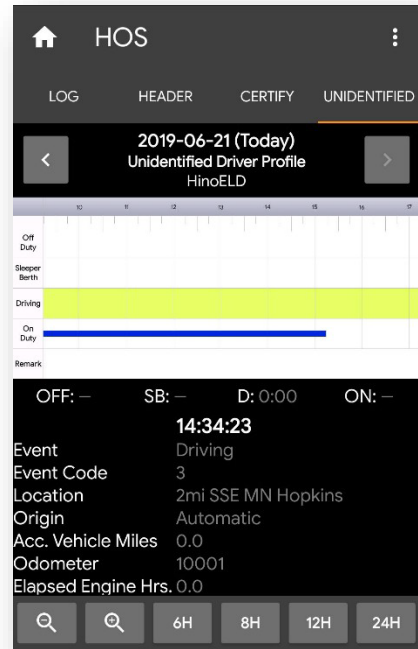 HOS
LOG HEADER CERTIFY UNIDENTIFIED
2019-06-21 (Today)
Unidentified Driver Profile
HinoELD
10 11 12 13 14 15 16 17
Off
Duty
Sleeper
Berth
Driving
On
Duty
Remark
OFF: — SB: — D: 0:00 ON: —
14:34:23
Event Driving
Event Code 3
Location 2mi SSE MN Hopkins
Origin Automatic
Acc. Vehicle Miles 0.0
Odometer 10001
Elapsed Engine Hrs. 0.0
6H 8H 12H 24H